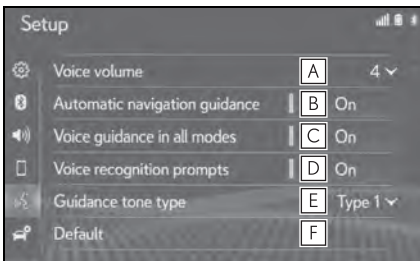 Setup
Voice volume A 4
Automatic navigation guidance B On
Voice guidance in all modes C On
Voice recognition prompts D On
Guidance tone type E Type 1
Default F